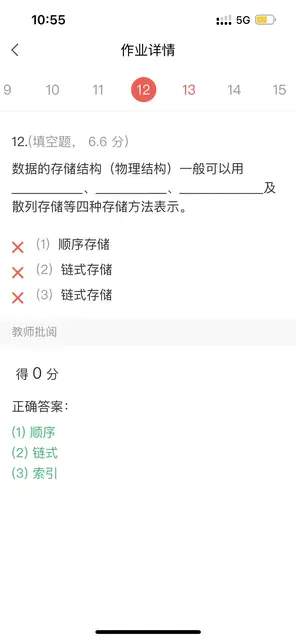 10:55
5G
作业详情
9 10 11 12 13 14 15
12.(填空题， 6.6 分)
数据的存储结构（物理结构）一般可以用
__________、__________、____________及
散列存储等四种存储方法表示。
(1) 顺序存储
(2) 链式存储
(3) 链式存储
教师批阅
得 0 分
正确答案：
(1) 顺序
(2) 链式
(3) 索引